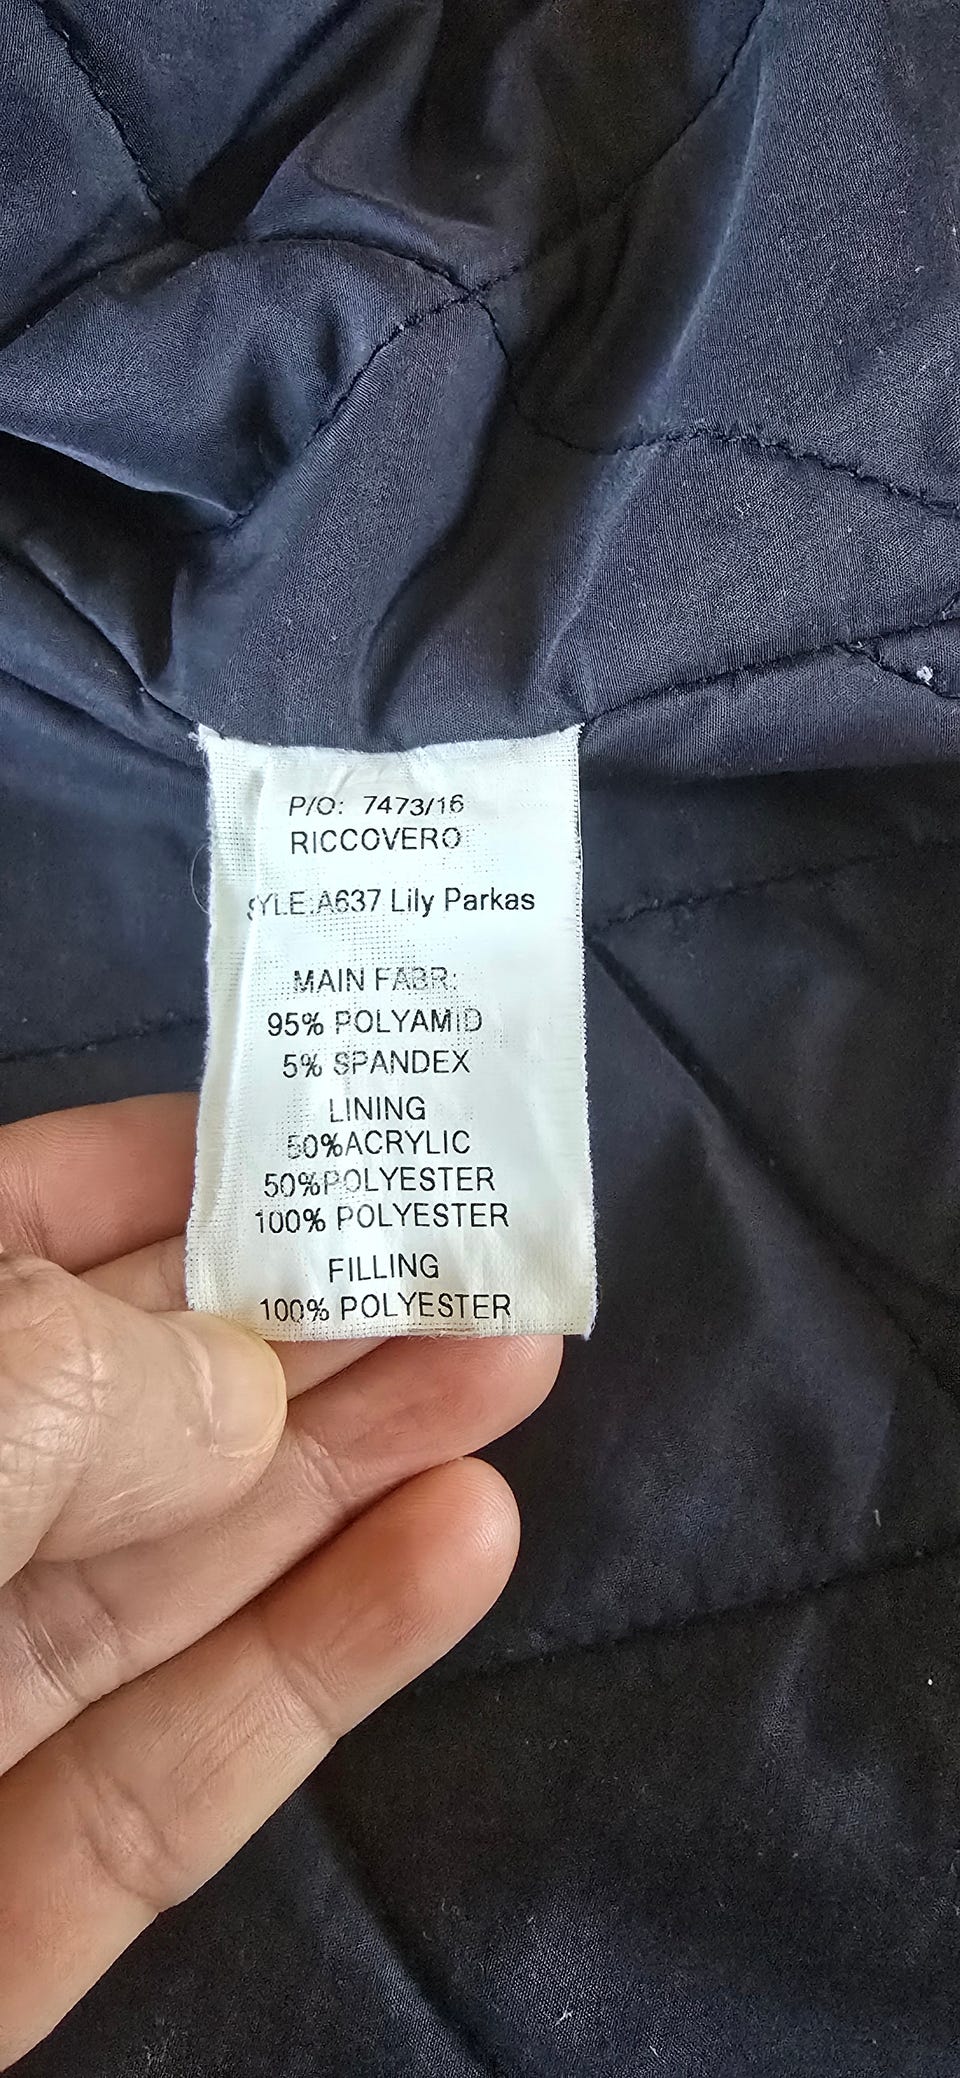 P/O: 7473/16
RICCOVERO
STYLE:A637 Lily Parkas
MAIN FABR:
95% POLYAMID
5% SPANDEX
LINING
50%ACRYLIC
50%POLYESTER
100% POLYESTER
FILLING
100% POLYESTER